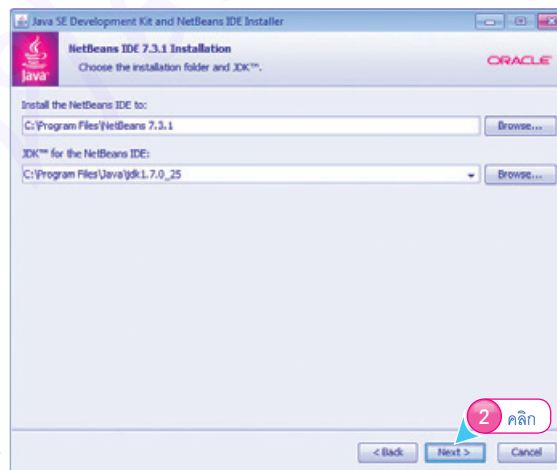 Java SE Development Kit and NetBeans IDE Installer
NetBeans IDE 7.3.1 Installation
Choose the installation folder and JDK™.
Java
ORACLE
Install the NetBeans IDE to:
C:\Program Files\NetBeans 7.3.1
Browse...
JDK™ for the NetBeans IDE:
C:\Program Files\Java\jdk1.7.0_25
Browse...
2 คลิก
< Back
Next >
Cancel